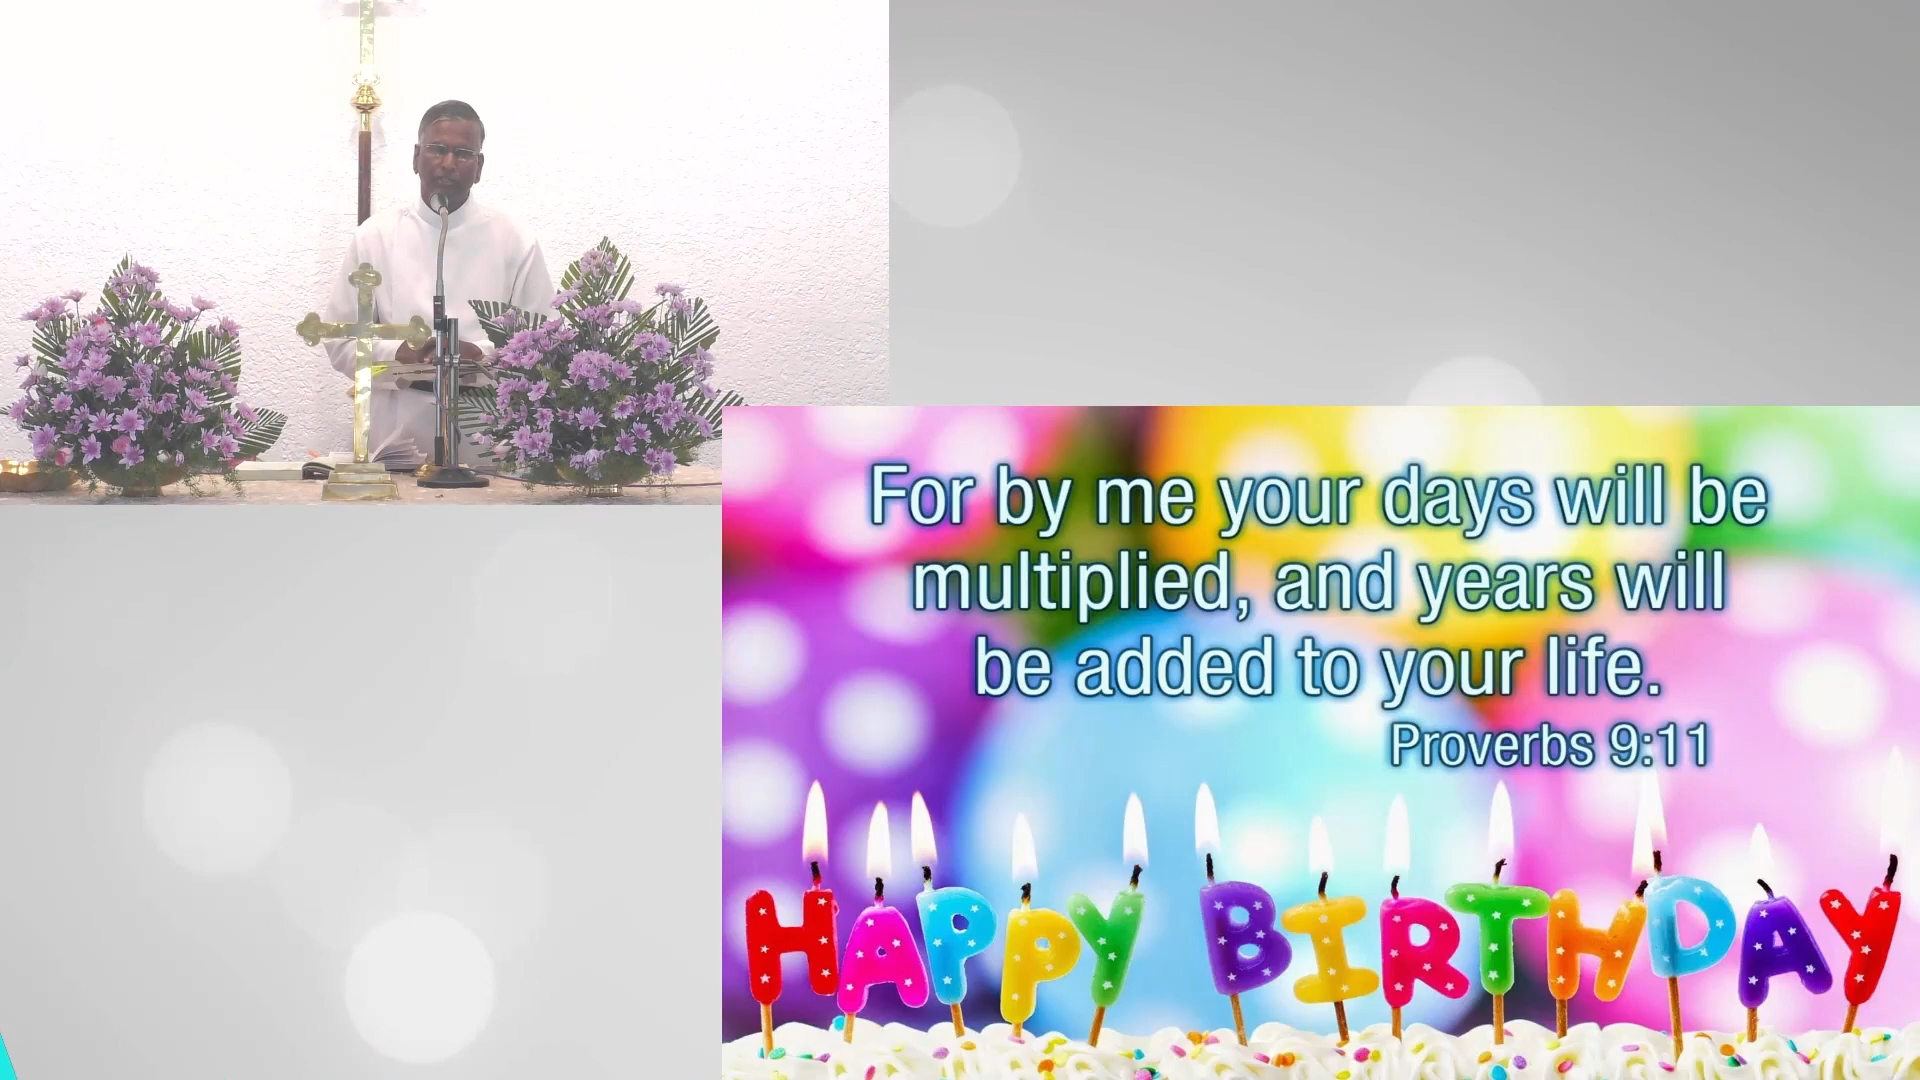 For by me your days will be
multiplied, and years will
be added to your life.
Proverbs 9:11
HAPPY BIRTHDAY